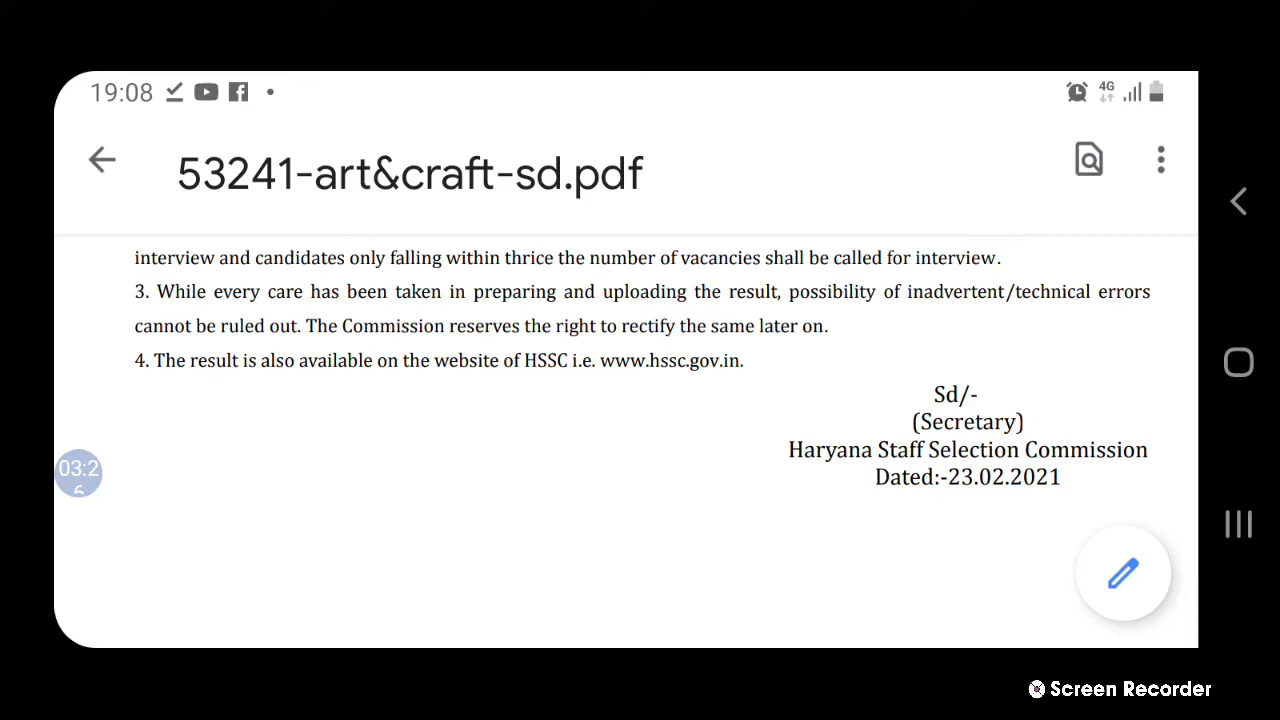 19:08
4G
53241-art&craft-sd.pdf
interview and candidates only falling within thrice the number of vacancies shall be called for interview.
3. While every care has been taken in preparing and uploading the result, possibility of inadvertent/technical errors
cannot be ruled out. The Commission reserves the right to rectify the same later on.
4. The result is also available on the website of HSSC i.e. www.hssc.gov.in.
Sd/-
(Secretary)
Haryana Staff Selection Commission
Dated:-23.02.2021
03:2
6
Screen Recorder